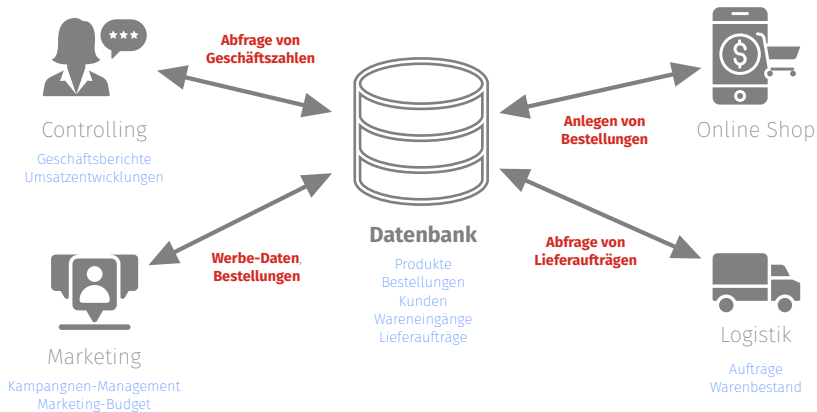 Abfrage von
Geschäftszahlen
Controlling
Geschäftsberichte
Umsatzentwicklungen
Anlegen von
Bestellungen
Online Shop
Datenbank
Produkte
Bestellungen
Kunden
Wareneingänge
Lieferaufträge
Werbe-Daten,
Bestellungen
Marketing
Kampangnen-Management
Marketing-Budget
Abfrage von
Lieferaufträgen
Logistik
Aufträge
Warenbestand